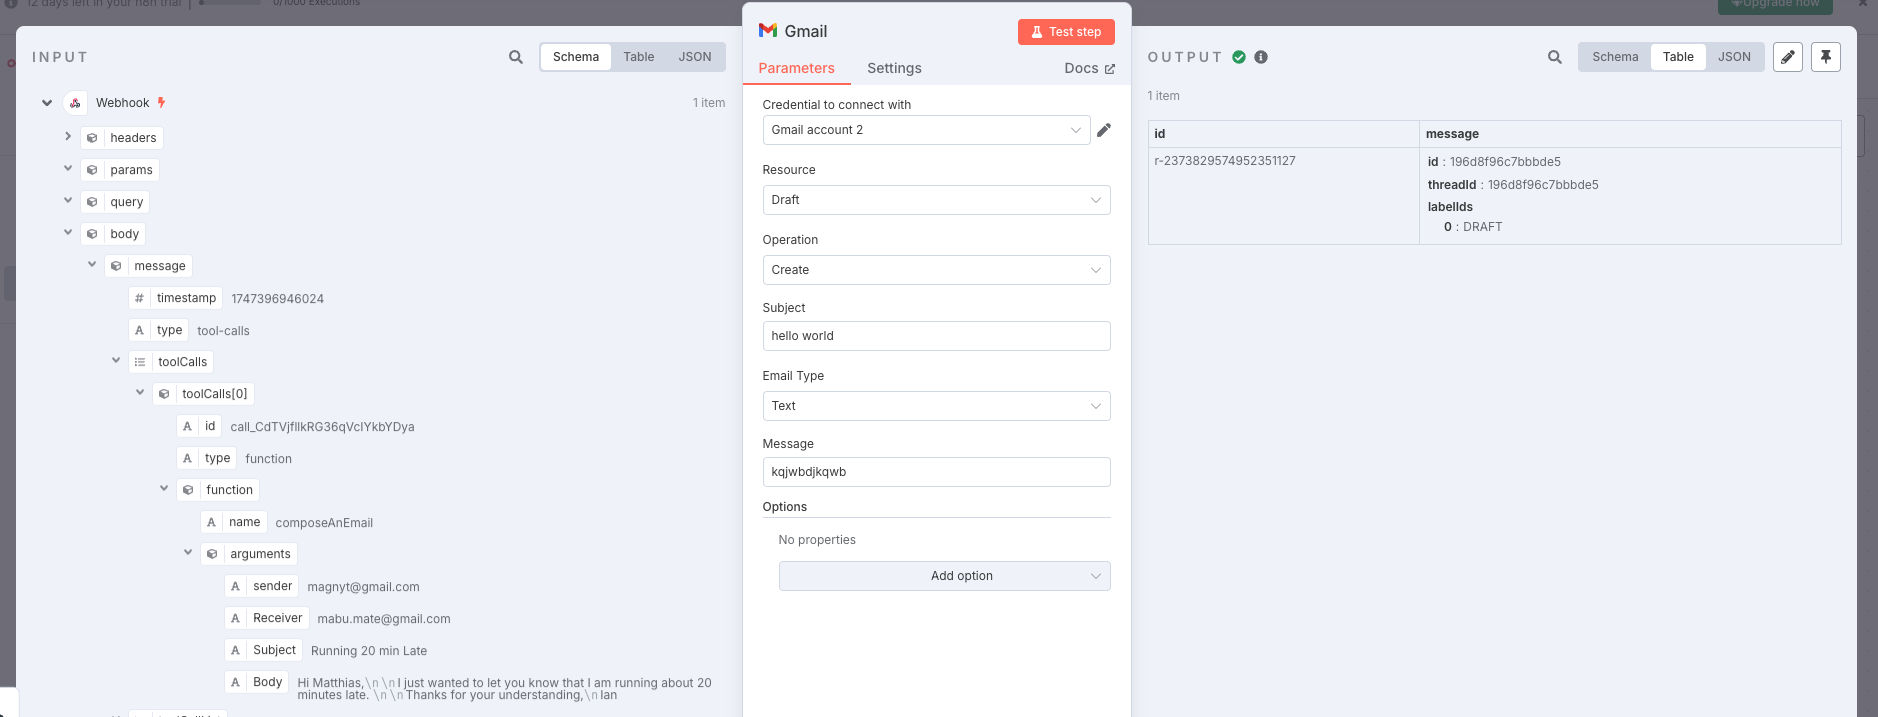 12 days left in your n8n trial
0/1000 Executions
Upgrade now
INPUT
Schema
Table
JSON
Webhook
1 item
headers
params
query
body
message
# timestamp 1747396946024
A type tool-calls
toolCalls
toolCalls[0]
A id call_CdTVjfIlkRG36qVcIYkbYDya
A type function
function
A name composeAnEmail
arguments
A sender magnyt@gmail.com
A Receiver mabu.mate@gmail.com
A Subject Running 20 min Late
A Body Hi Matthias,\n\nI just wanted to let you know that I am running about 20
minutes late. \n\nThanks for your understanding,\nIan
Gmail
Test step
Parameters
Settings
Docs
Credential to connect with
Gmail account 2
Resource
Draft
Operation
Create
Subject
hello world
Email Type
Text
Message
kqjwbdjkqwb
Options
No properties
Add option
OUTPUT
Schema
Table
JSON
1 item
id
message
r-2373829574952351127
id : 196d8f96c7bbbde5
threadId : 196d8f96c7bbbde5
labelIds
0 : DRAFT